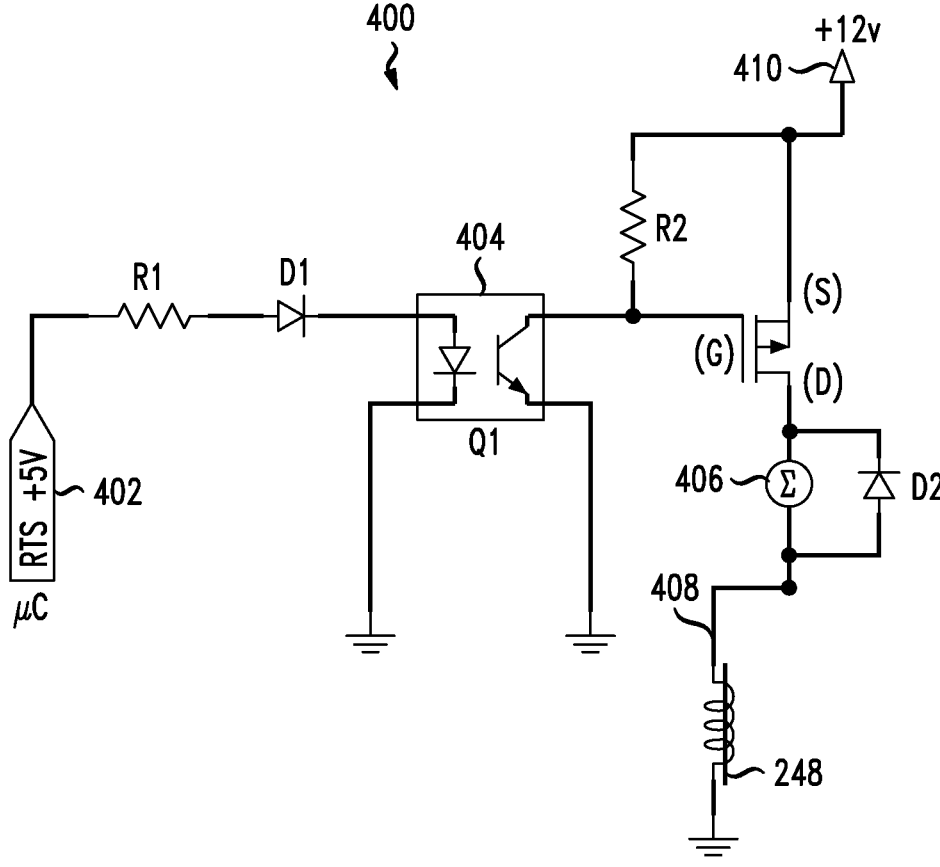 400
+12v
410
R2
404
R1
D1
(S)
(G)
(D)
Q1
RTS +5V
402
406
Σ
D2
μC
408
248